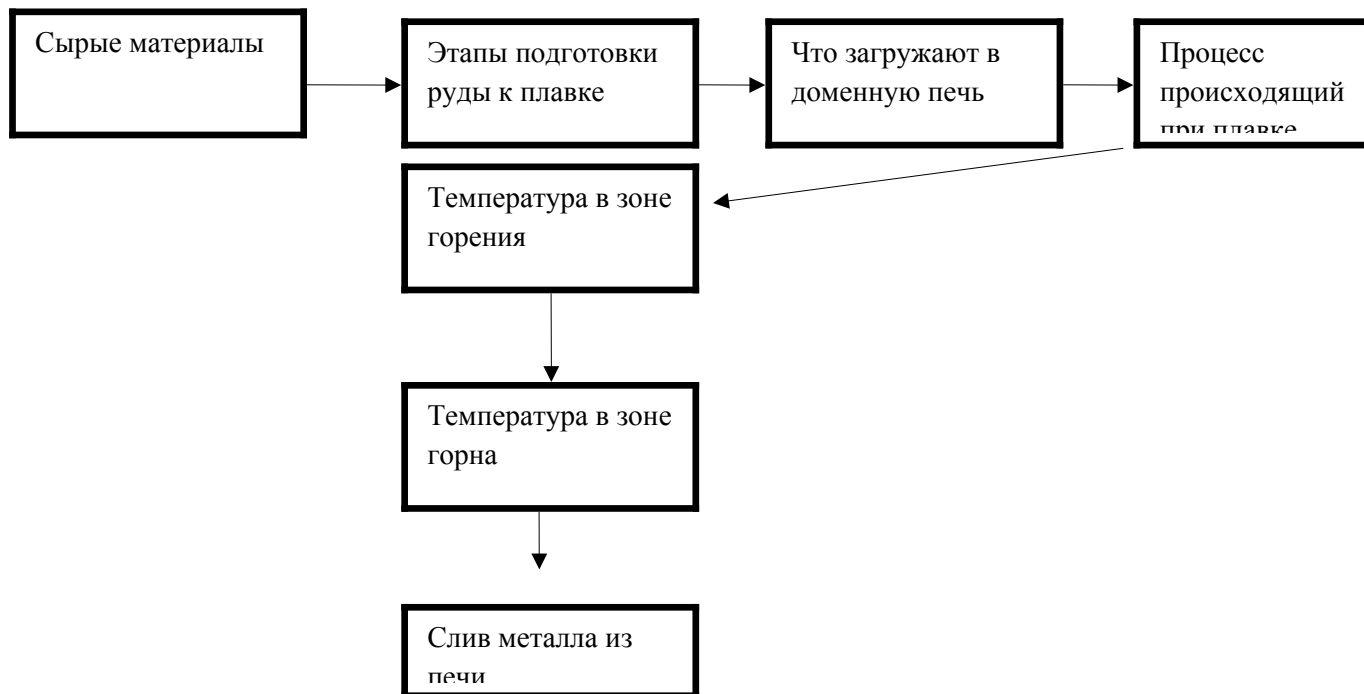 Сырые материалы
Этапы подготовки
руды к плавке
Что загружают в
доменную печь
Процесс
происходящий
при плавке
Температура в зоне
горения
Температура в зоне
горна
Слив металла из
печи